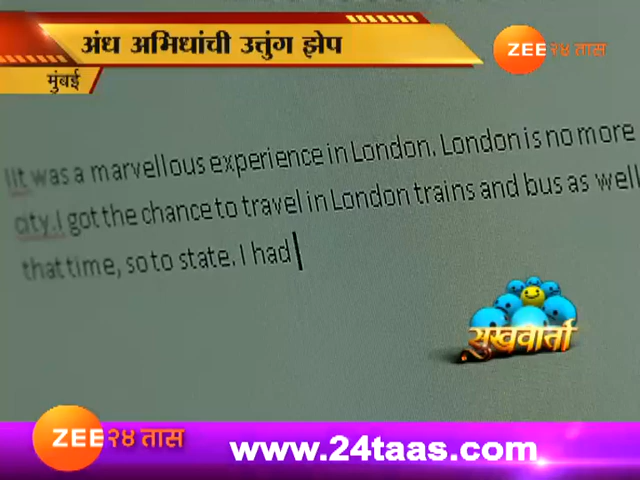 अंध अभिधांची उत्तुंग झेप
मुंबई
ZEE २४ तास
Iit was a marvellous experience in London. London is no more
city.I got the chance to travel in London trains and bus as well
that time, so to state. I had
सुखवार्ता
ZEE २४ तास
www.24taas.com